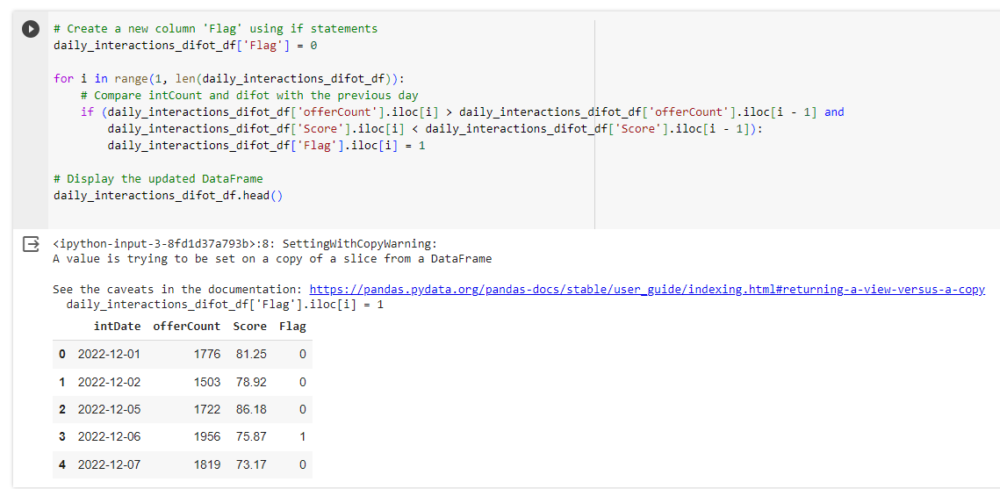 # Create a new column 'Flag' using if statements
daily_interactions_difot_df['Flag'] = 0
for i in range(1, len(daily_interactions_difot_df)):
# Compare intCount and difot with the previous day
if (daily_interactions_difot_df['offerCount'].iloc[i] > daily_interactions_difot_df['offerCount'].iloc[i - 1] and
daily_interactions_difot_df['Score'].iloc[i] < daily_interactions_difot_df['Score'].iloc[i - 1]):
daily_interactions_difot_df['Flag'].iloc[i] = 1
# Display the updated DataFrame
daily_interactions_difot_df.head()
<ipython-input-3-8fd1d37a793b>:8: SettingWithCopyWarning:
A value is trying to be set on a copy of a slice from a DataFrame
See the caveats in the documentation: https://pandas.pydata.org/pandas-docs/stable/user_guide/indexing.html#returning-a-view-versus-a-copy
daily_interactions_difot_df['Flag'].iloc[i] = 1
intDate offerCount Score Flag
0 2022-12-01 1776 81.25 0
1 2022-12-02 1503 78.92 0
2 2022-12-05 1722 86.18 0
3 2022-12-06 1956 75.87 1
4 2022-12-07 1819 73.17 0